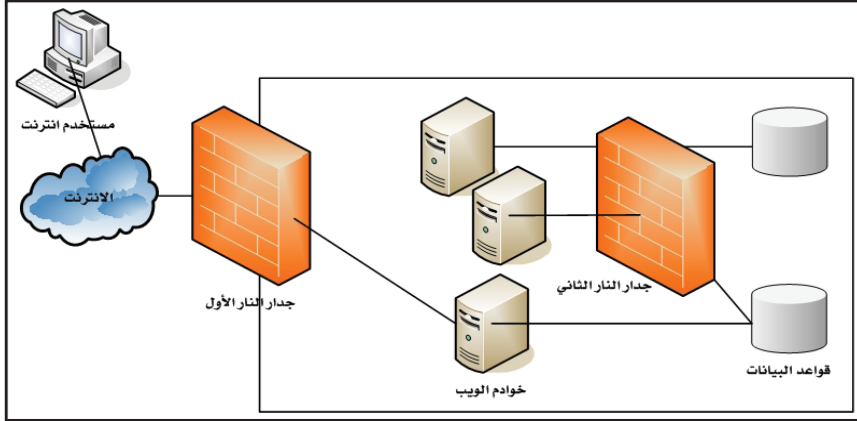 مستخدم انترنت
الانترنت
جدار النار الأول
جدار النار الثاني
خوادم الويب
قواعد البيانات